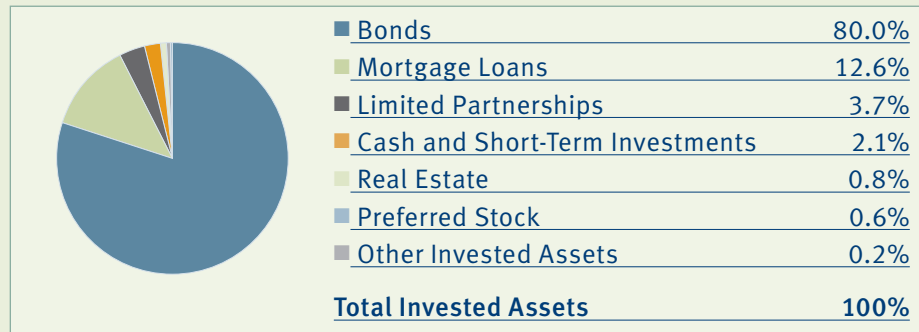 Bonds 80.0%
Mortgage Loans 12.6%
Limited Partnerships 3.7%
Cash and Short-Term Investments 2.1%
Real Estate 0.8%
Preferred Stock 0.6%
Other Invested Assets 0.2%
Total Invested Assets 100%